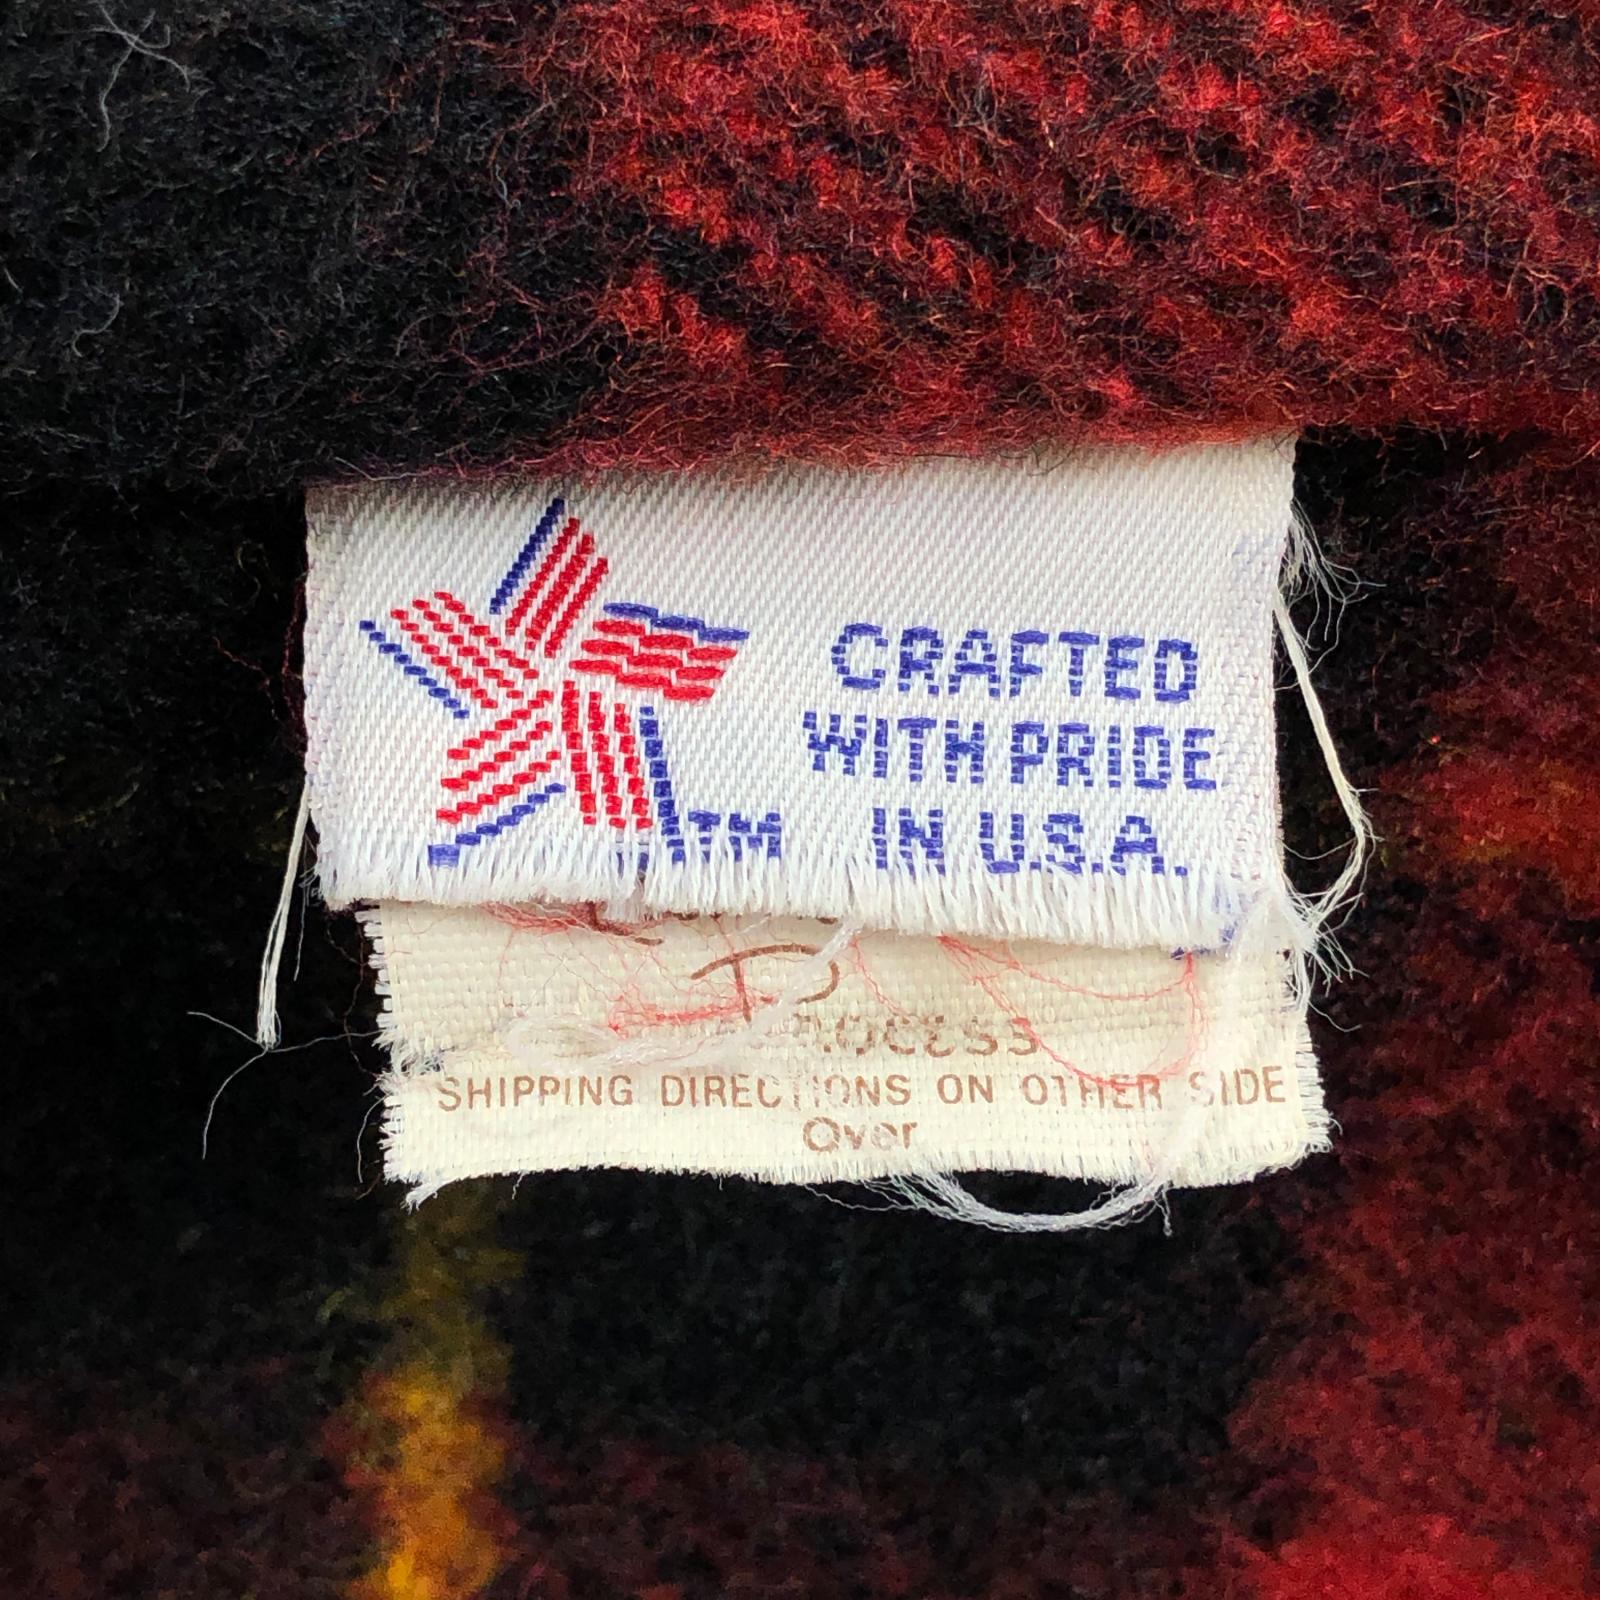 CRAFTED
WITH PRIDE
IN U.S.A.
TM
SHIPPING DIRECTIONS ON OTHER SIDE
Over